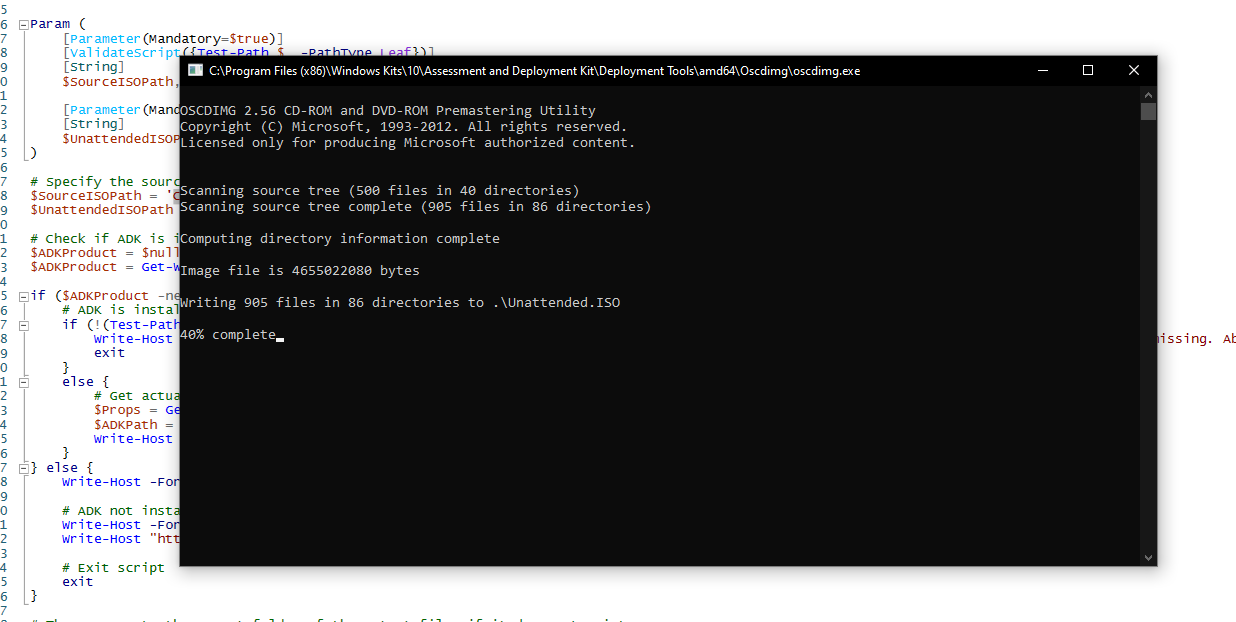 5
6 Param (
7 [Parameter(Mandatory=$true)]
8 [ValidateScript({Test-Path $_ -PathType Leaf})]
9 [String]
0 $SourceISOPath,
1
2 [Parameter(Mand
3 [String]
4 $UnattendedISOP
5 )
6
7 # Specify the sourc
8 $SourceISOPath = 'C
9 $UnattendedISOPath
0
1 # Check if ADK is i
2 $ADKProduct = $null
3 $ADKProduct = Get-W
4
5 if ($ADKProduct -ne
6 # ADK is instal
7 if (!(Test-Path
8 Write-Host
9 exit
0 }
1 else {
2 # Get actua
3 $Props = Ge
4 $ADKPath =
5 Write-Host
6 }
7 } else {
8 Write-Host -For
9
0 # ADK not insta
1 Write-Host -For
2 Write-Host "htt
3
4 # Exit script
5 exit
6 }
7
C:\Program Files (x86)\Windows Kits\10\Assessment and Deployment Kit\Deployment Tools\amd64\Oscdimg\oscdimg.exe
OSCDIMG 2.56 CD-ROM and DVD-ROM Premastering Utility
Copyright (C) Microsoft, 1993-2012. All rights reserved.
Licensed only for producing Microsoft authorized content.
Scanning source tree (500 files in 40 directories)
Scanning source tree complete (905 files in 86 directories)
Computing directory information complete
Image file is 4655022080 bytes
Writing 905 files in 86 directories to .\Unattended.ISO
40% complete
issing. Ab